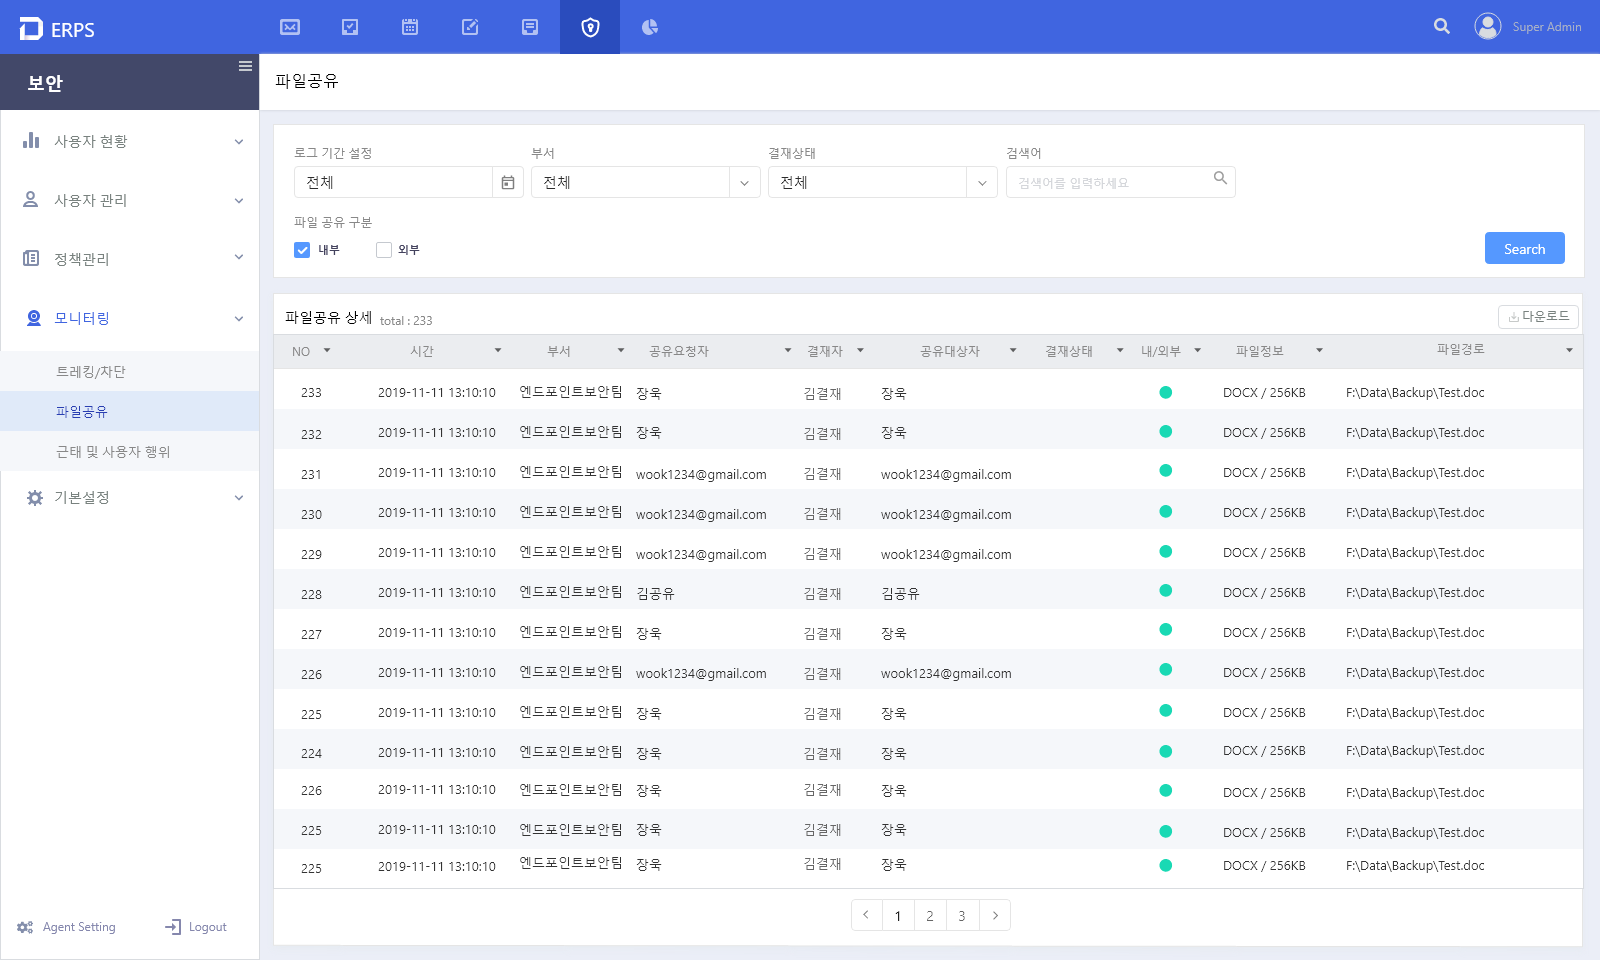 ERPS
Super Admin
보안
파일공유
사용자 현황
사용자 관리
정책관리
모니터링
트레킹/차단
파일공유
근태 및 사용자 행위
기본설정
Agent Setting
Logout
로그 기간 설정 부서 결재상태 검색어
전체 전체 전체 검색어를 입력하세요
파일 공유 구분
내부 외부
Search
파일공유 상세 total : 233
다운로드
NO 시간 부서 공유요청자 결재자 공유대상자 결재상태 내/외부 파일정보 파일경로
233 2019-11-11 13:10:10 엔드포인트보안팀 장욱 김결재 장욱 DOCX / 256KB F:\Data\Backup\Test.doc
232 2019-11-11 13:10:10 엔드포인트보안팀 장욱 김결재 장욱 DOCX / 256KB F:\Data\Backup\Test.doc
231 2019-11-11 13:10:10 엔드포인트보안팀 wook1234@gmail.com 김결재 wook1234@gmail.com DOCX / 256KB F:\Data\Backup\Test.doc
230 2019-11-11 13:10:10 엔드포인트보안팀 wook1234@gmail.com 김결재 wook1234@gmail.com DOCX / 256KB F:\Data\Backup\Test.doc
229 2019-11-11 13:10:10 엔드포인트보안팀 wook1234@gmail.com 김결재 wook1234@gmail.com DOCX / 256KB F:\Data\Backup\Test.doc
228 2019-11-11 13:10:10 엔드포인트보안팀 김공유 김결재 김공유 DOCX / 256KB F:\Data\Backup\Test.doc
227 2019-11-11 13:10:10 엔드포인트보안팀 장욱 김결재 장욱 DOCX / 256KB F:\Data\Backup\Test.doc
226 2019-11-11 13:10:10 엔드포인트보안팀 wook1234@gmail.com 김결재 wook1234@gmail.com DOCX / 256KB F:\Data\Backup\Test.doc
225 2019-11-11 13:10:10 엔드포인트보안팀 장욱 김결재 장욱 DOCX / 256KB F:\Data\Backup\Test.doc
224 2019-11-11 13:10:10 엔드포인트보안팀 장욱 김결재 장욱 DOCX / 256KB F:\Data\Backup\Test.doc
226 2019-11-11 13:10:10 엔드포인트보안팀 장욱 김결재 장욱 DOCX / 256KB F:\Data\Backup\Test.doc
225 2019-11-11 13:10:10 엔드포인트보안팀 장욱 김결재 장욱 DOCX / 256KB F:\Data\Backup\Test.doc
225 2019-11-11 13:10:10 엔드포인트보안팀 장욱 김결재 장욱 DOCX / 256KB F:\Data\Backup\Test.doc
1 2 3